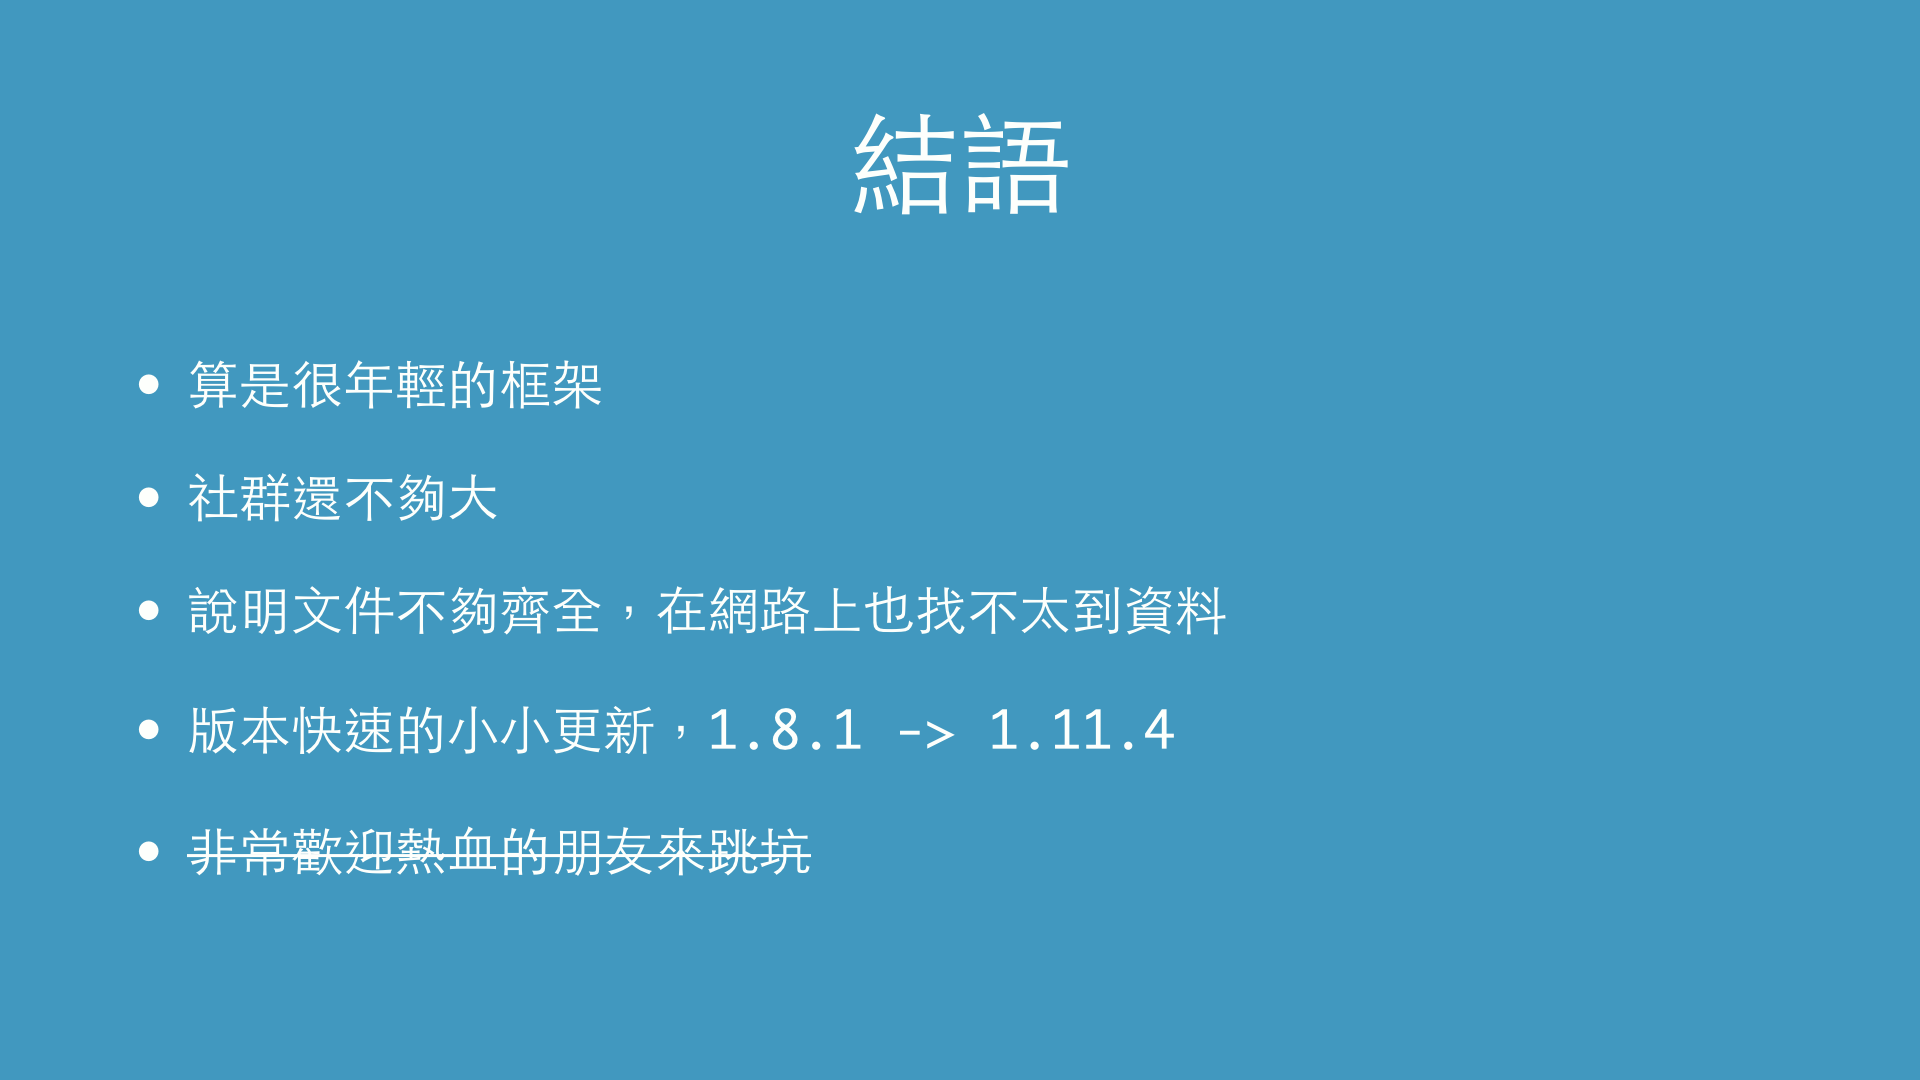 結語
• 算是很年輕的框架
• 社群還不夠大
• 說明文件不夠齊全，在網路上也找不太到資料
• 版本快速的小小更新，1.8.1 -> 1.11.4
• 非常歡迎熱血的朋友來跳坑